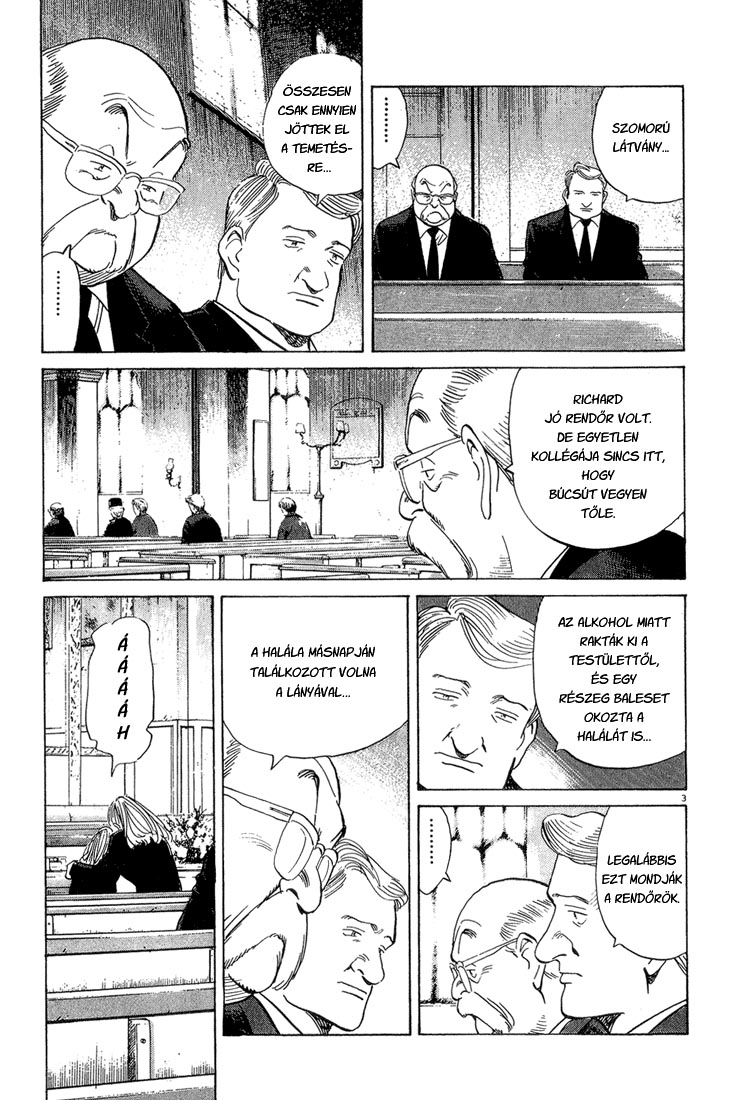 SZOMORÚ
LÁTVÁNY...
........
ÖSSZESEN
CSAK ENNYIEN
JÖTTEK EL
A TEMETÉS-
RE...
........
RICHARD
JÓ RENDŐR VOLT.
DE EGYETLEN
KOLLÉGÁJA SINCS ITT,
HOGY
BÚCSÚT VEGYEN
TŐLE.
AZ ALKOHOL MIATT
RAKTÁK KI A
TESTÜLETTŐL,
ÉS EGY
RÉSZEG BALESET
OKOZTA A
HALÁLÁT IS...
3
LEGALÁBBIS
EZT MONDJÁK
A RENDŐRÖK.
........
A HALÁLA MÁSNAPJÁN
TALÁLKOZOTT VOLNA
A LÁNYÁVAL...
Á
Á
Á
Á
H